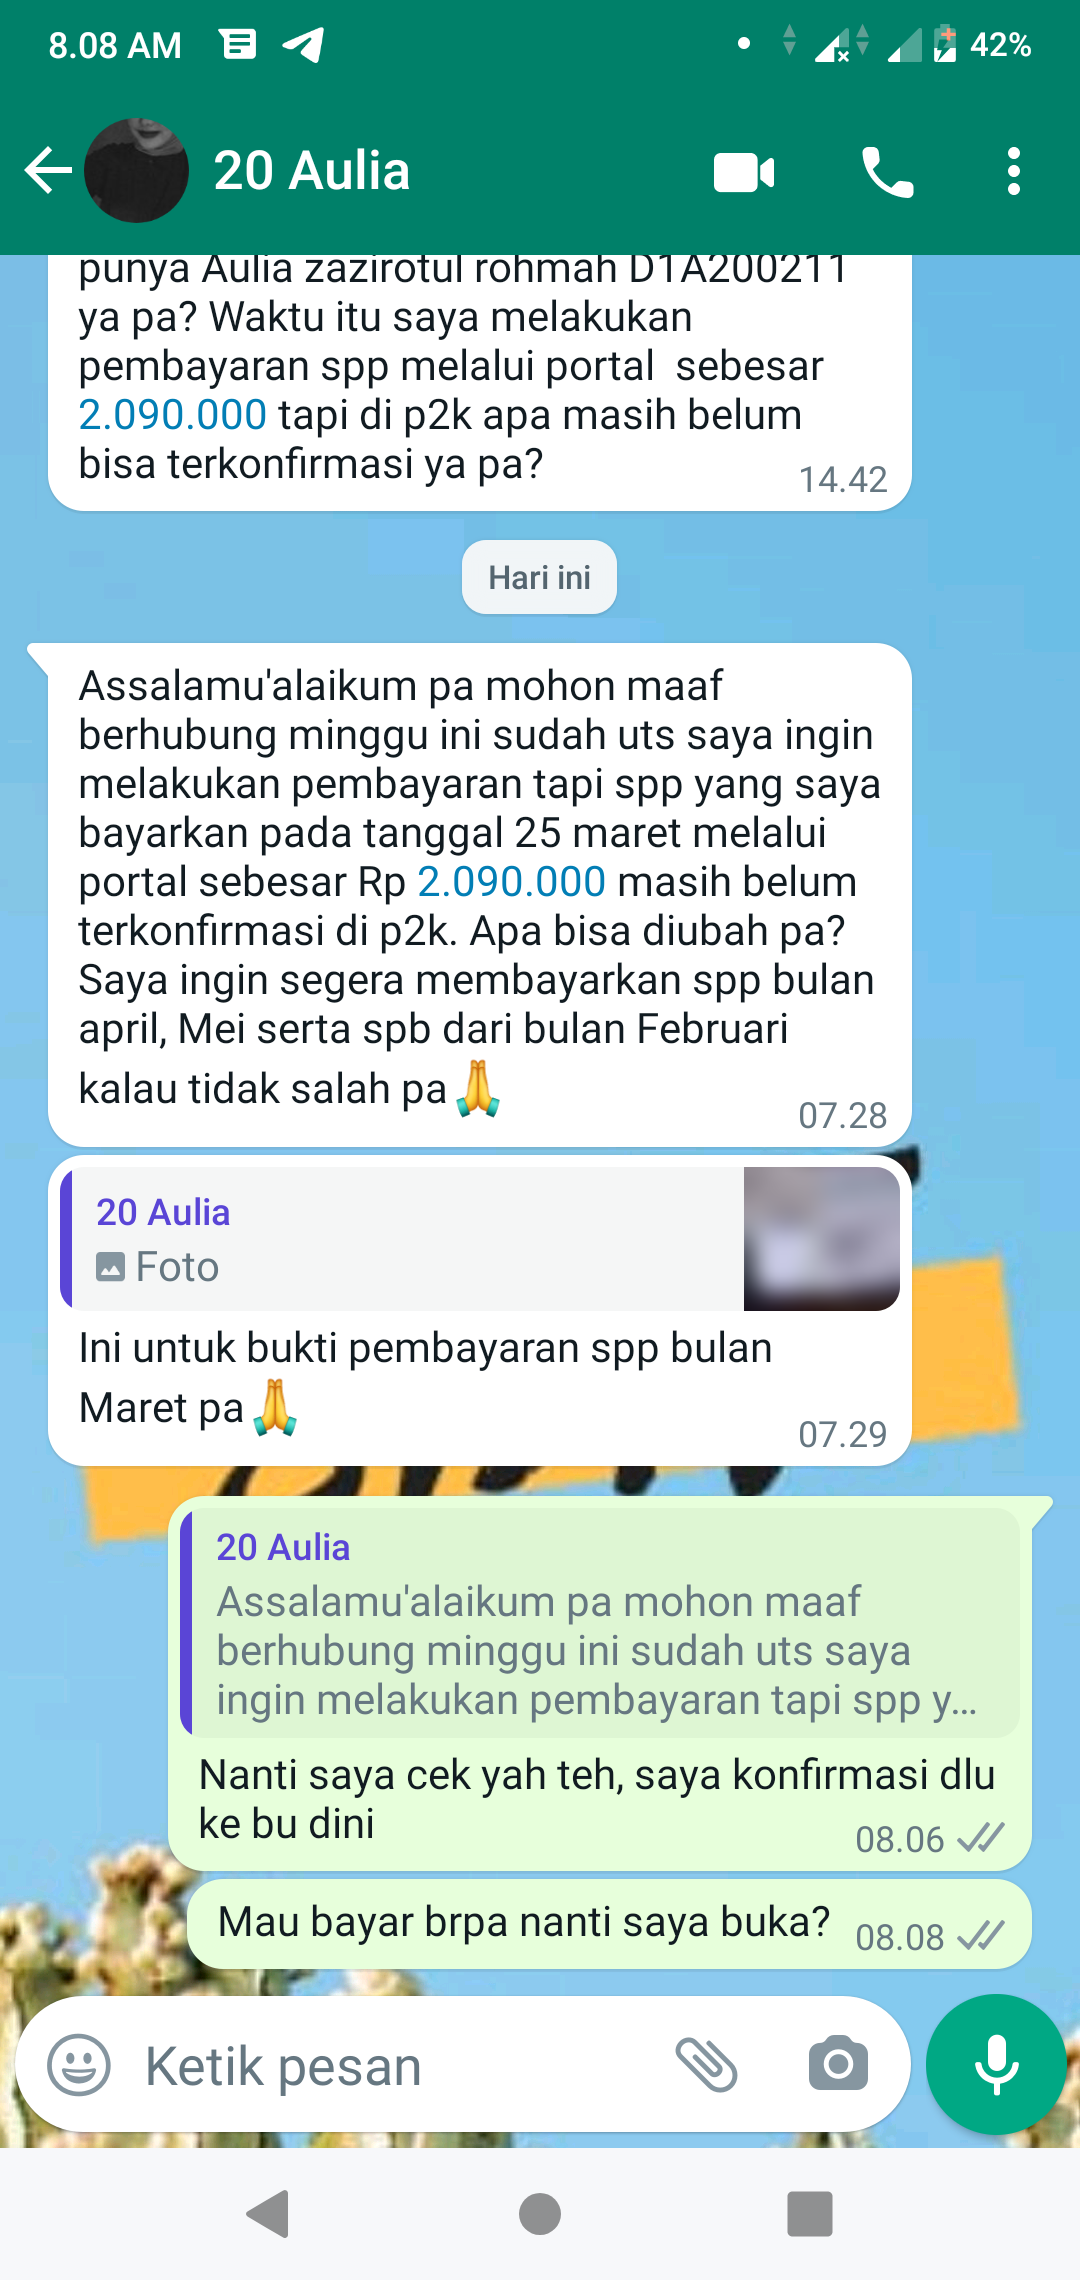 8.08 AM
42%
20 Aulia
punya Aulia zazirotul rohmah D1A200211
ya pa? Waktu itu saya melakukan
pembayaran spp melalui portal sebesar
2.090.000 tapi di p2k apa masih belum
bisa terkonfirmasi ya pa?
14.42
Hari ini
Assalamu'alaikum pa mohon maaf
berhubung minggu ini sudah uts saya ingin
melakukan pembayaran tapi spp yang saya
bayarkan pada tanggal 25 maret melalui
portal sebesar Rp 2.090.000 masih belum
terkonfirmasi di p2k. Apa bisa diubah pa?
Saya ingin segera membayarkan spp bulan
april, Mei serta spb dari bulan Februari
kalau tidak salah pa🙏
07.28
20 Aulia
Foto
Ini untuk bukti pembayaran spp bulan
Maret pa🙏
07.29
20 Aulia
Assalamu'alaikum pa mohon maaf
berhubung minggu ini sudah uts saya
ingin melakukan pembayaran tapi spp y...
Nanti saya cek yah teh, saya konfirmasi dlu
ke bu dini
08.06
Mau bayar brpa nanti saya buka?
08.08
Ketik pesan